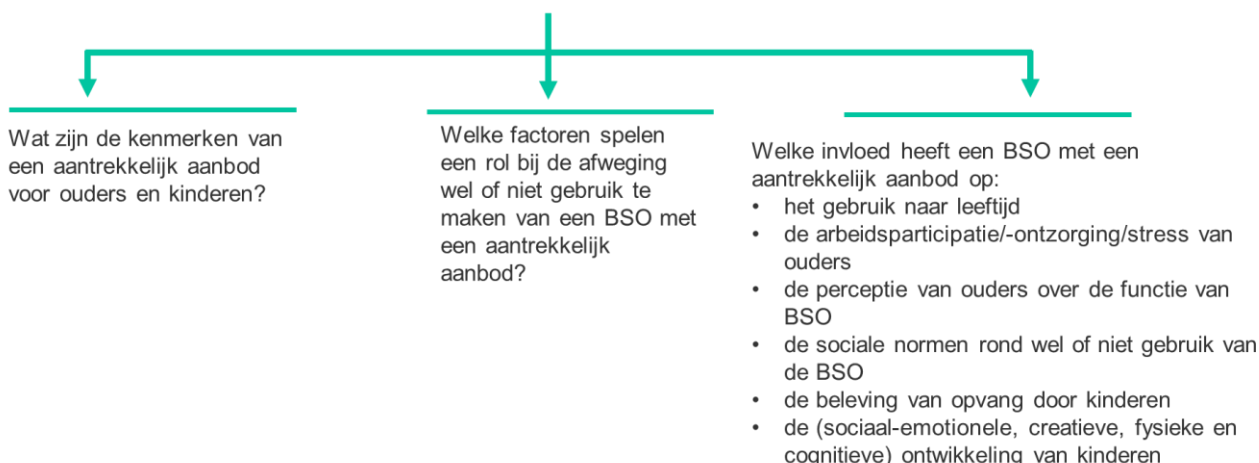 Wat zijn de kenmerken van
een aantrekkelijk aanbod
voor ouders en kinderen?
Welke factoren spelen
een rol bij de afweging
wel of niet gebruik te
maken van een BSO met
een aantrekkelijk
aanbod?
Welke invloed heeft een BSO met een
aantrekkelijk aanbod op:
• het gebruik naar leeftijd
• de arbeidsparticipatie/-ontzorging/stress van
ouders
• de perceptie van ouders over de functie van
BSO
• de sociale normen rond wel of niet gebruik van
de BSO
• de beleving van opvang door kinderen
• de (sociaal-emotionele, creatieve, fysieke en
cognitieve) ontwikkeling van kinderen